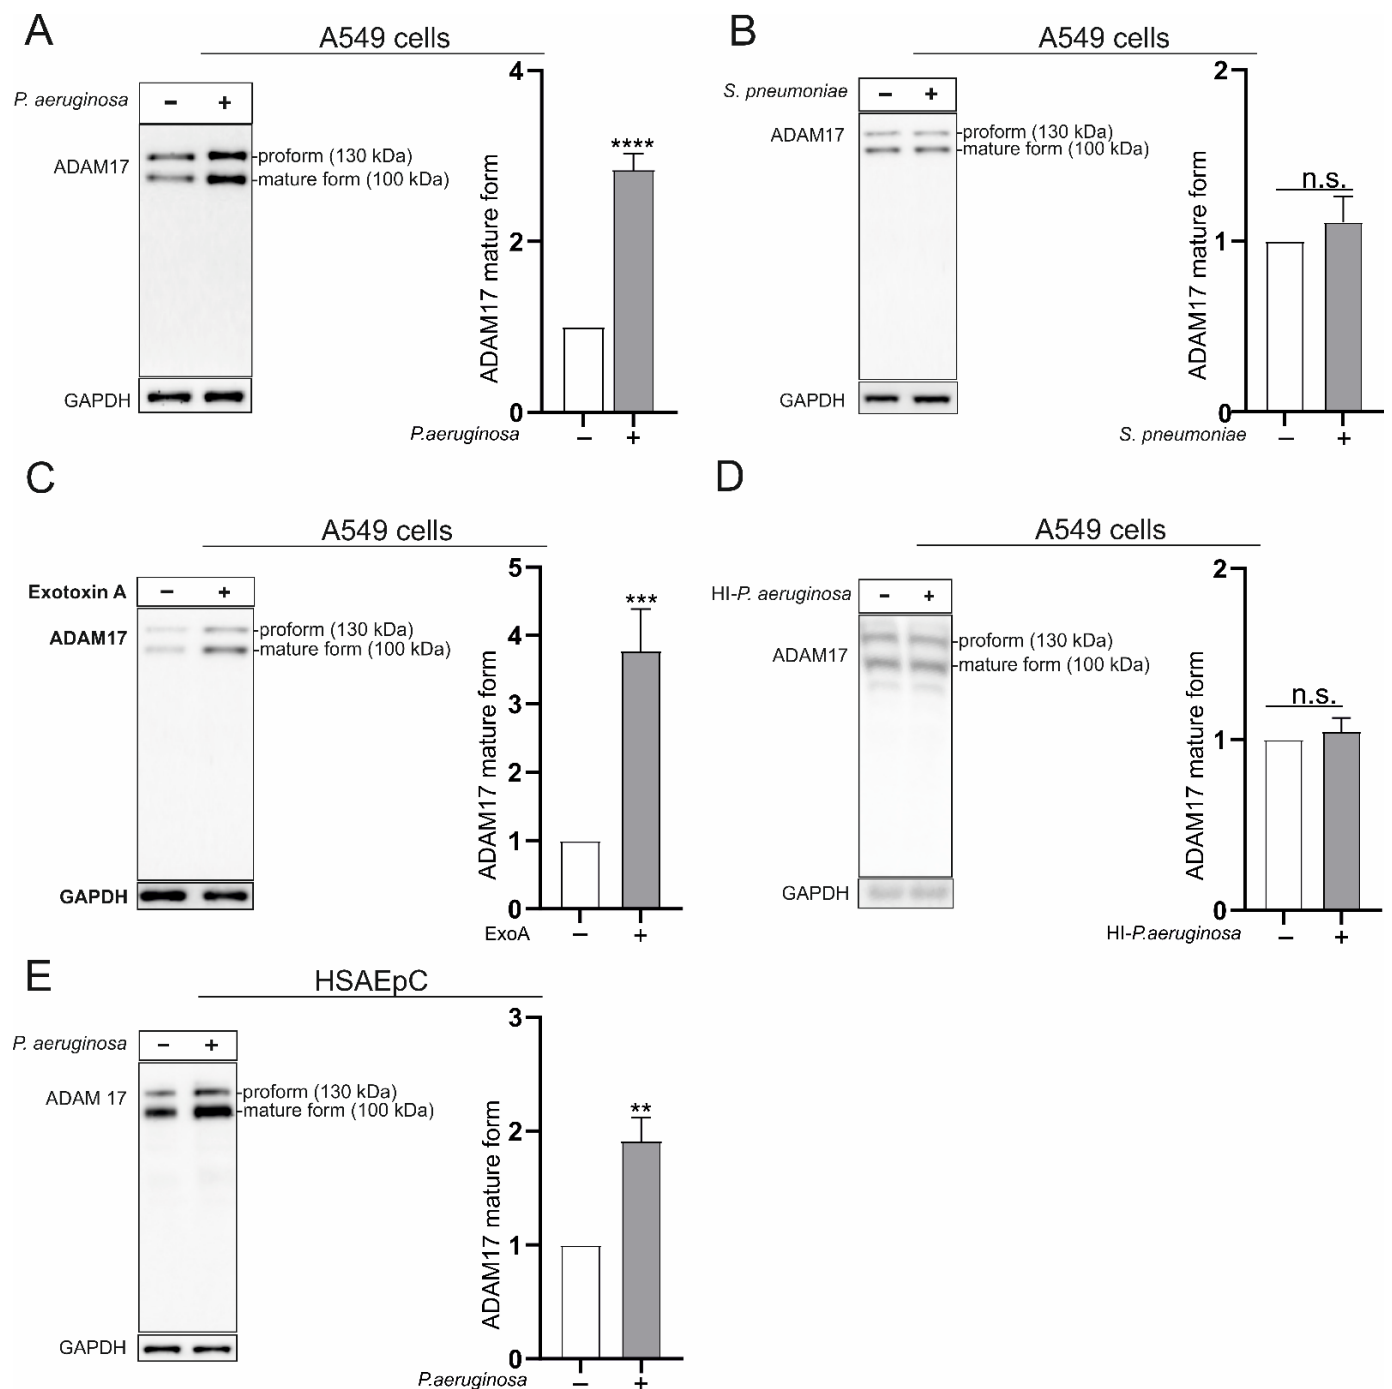 A
A549 cells
P. aeruginosa − +
ADAM17
proform (130 kDa)
mature form (100 kDa)
GAPDH
ADAM17 mature form
4
2
0
****
P.aeruginosa − +
B
A549 cells
S. pneumoniae − +
ADAM17
proform (130 kDa)
mature form (100 kDa)
GAPDH
ADAM17 mature form
2
1
0
n.s.
S. pneumoniae − +
C
A549 cells
Exotoxin A − +
ADAM17
proform (130 kDa)
mature form (100 kDa)
GAPDH
ADAM17 mature form
5
4
3
2
1
0
***
ExoA − +
D
A549 cells
HI-P. aeruginosa − +
ADAM17
proform (130 kDa)
mature form (100 kDa)
GAPDH
ADAM17 mature form
2
1
0
n.s.
HI-P.aeruginosa − +
E
HSAEpC
P. aeruginosa − +
ADAM 17
proform (130 kDa)
mature form (100 kDa)
GAPDH
ADAM17 mature form
3
2
1
0
**
P.aeruginosa − +